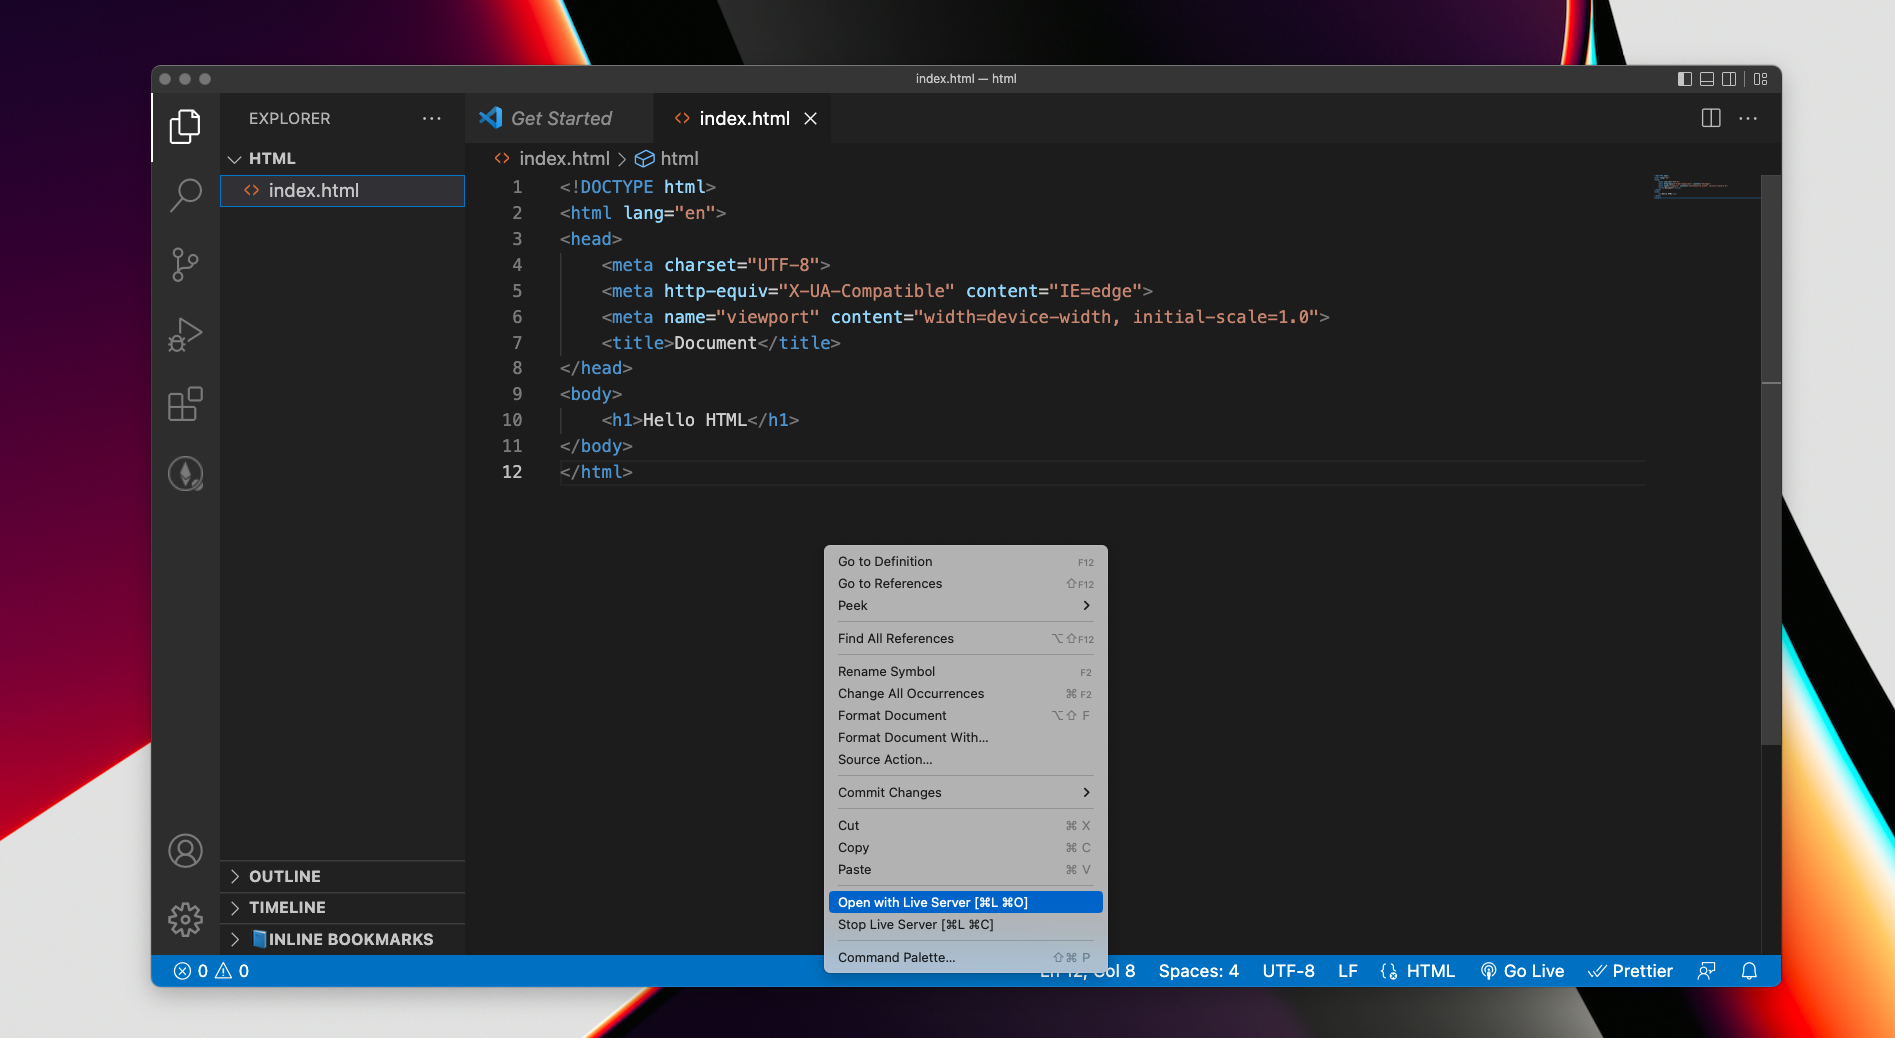 index.html — html
EXPLORER
HTML
index.html
Get Started
index.html
index.html > html
1 <!DOCTYPE html>
2 <html lang="en">
3 <head>
4 <meta charset="UTF-8">
5 <meta http-equiv="X-UA-Compatible" content="IE=edge">
6 <meta name="viewport" content="width=device-width, initial-scale=1.0">
7 <title>Document</title>
8 </head>
9 <body>
10 <h1>Hello HTML</h1>
11 </body>
12 </html>
Go to Definition F12
Go to References ⇧F12
Peek
Find All References ⌥⇧F12
Rename Symbol F2
Change All Occurrences ⌘F2
Format Document ⌥⇧ F
Format Document With...
Source Action...
Commit Changes
Cut ⌘ X
Copy ⌘ C
Paste ⌘ V
Open with Live Server [⌘L ⌘O]
Stop Live Server [⌘L ⌘C]
Command Palette... ⇧⌘ P
OUTLINE
TIMELINE
INLINE BOOKMARKS
0 0 Ln 12, Col 8 Spaces: 4 UTF-8 LF HTML Go Live Prettier